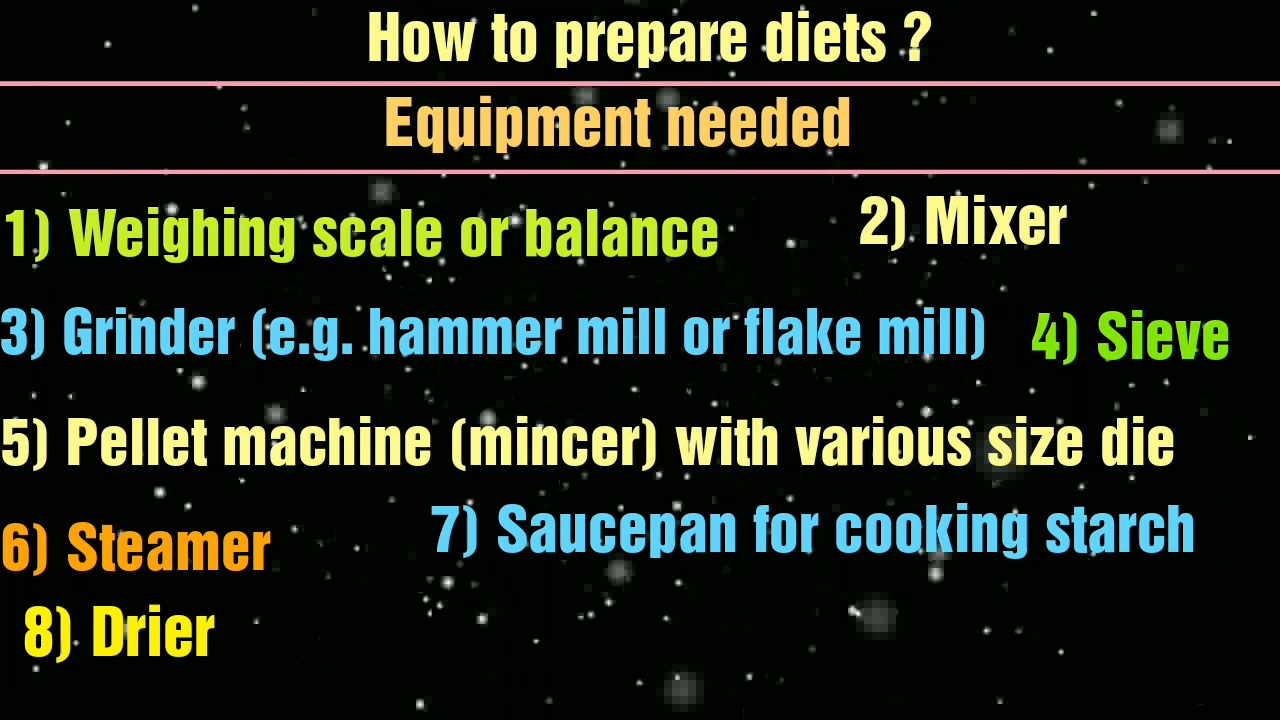 How to prepare diets ?
Equipment needed
1) Weighing scale or balance
2) Mixer
3) Grinder (e.g. hammer mill or flake mill)
4) Sieve
5) Pellet machine (mincer) with various size die
6) Steamer
7) Saucepan for cooking starch
8) Drier